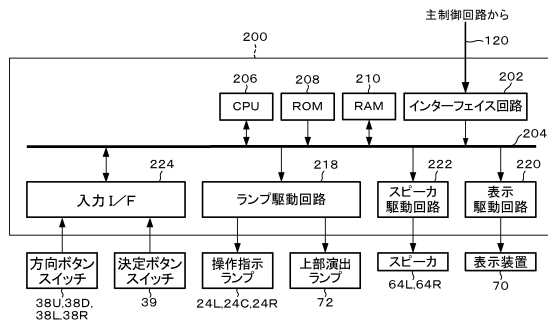 主制御回路から
120
200
206
208
210
202
CPU
ROM
RAM
インターフェイス回路
204
224
218
222
220
入力I/F
ランプ駆動回路
スピーカ
駆動回路
表示
駆動回路
方向ボタン
スイッチ
決定ボタン
スイッチ
操作指示
ランプ
上部演出
ランプ
スピーカ
表示装置
38U,38D,
38L,38R
39
24L,24C,24R
72
64L,64R
70